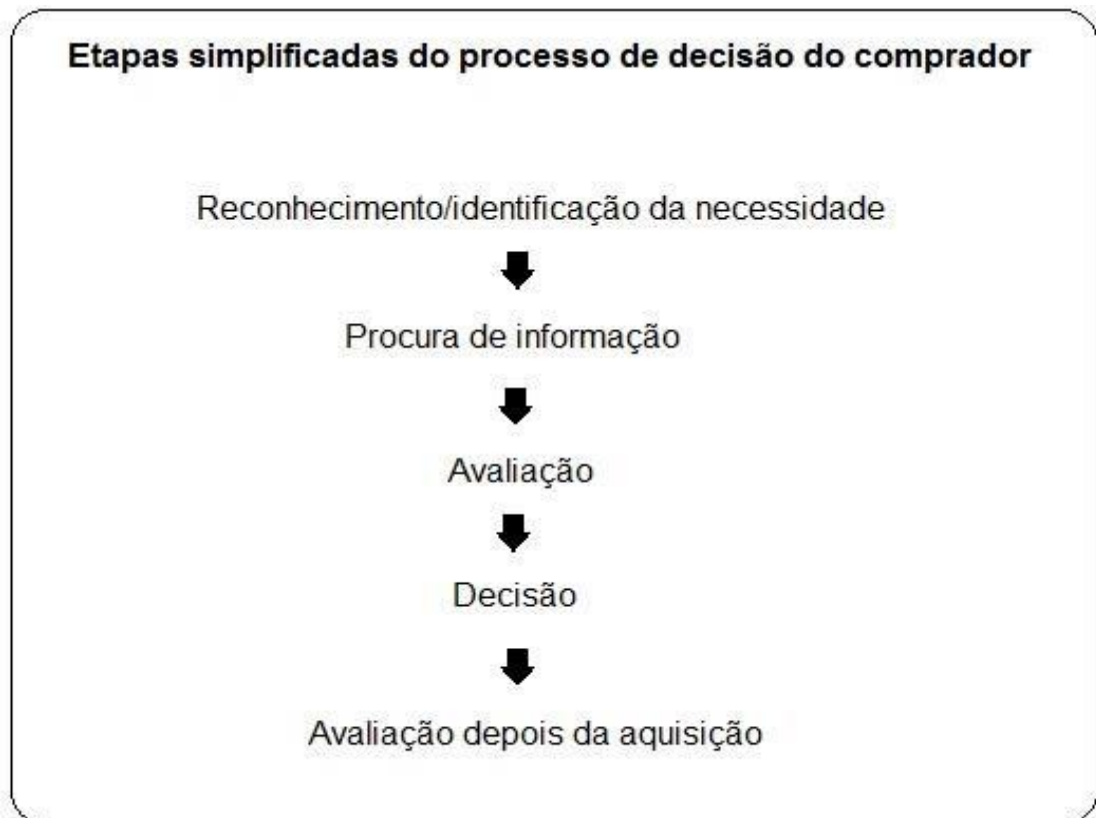 Etapas simplificadas do processo de decisão do comprador
Reconhecimento/identificação da necessidade
Procura de informação
Avaliação
Decisão
Avaliação depois da aquisição